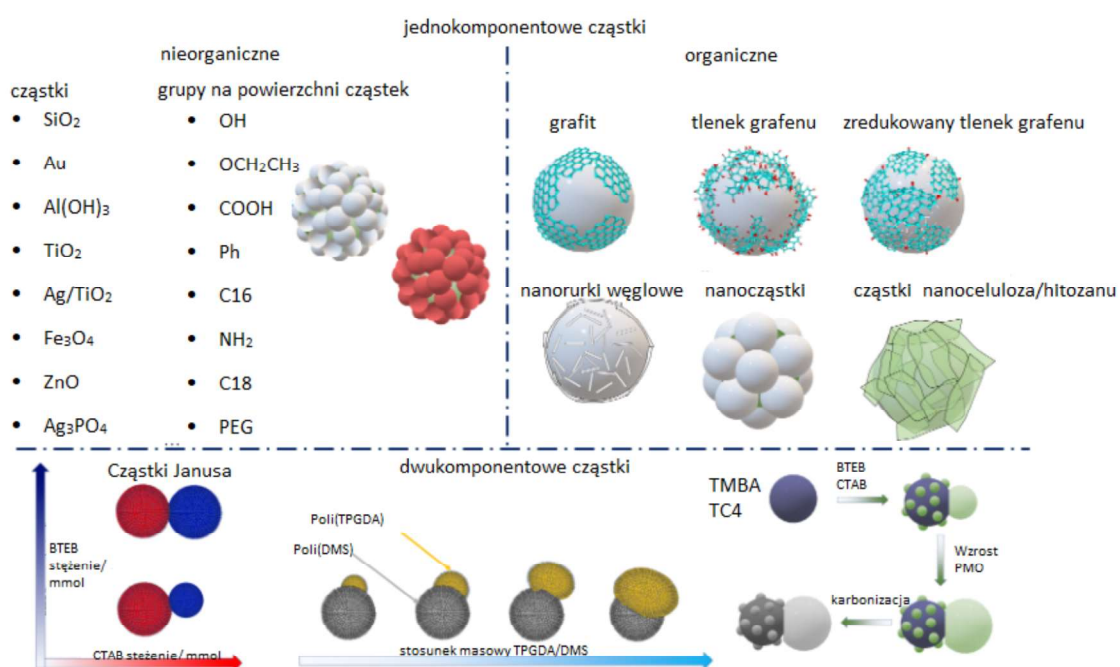 jednokomponentowe cząstki
nieorganiczne
organiczne
cząstki
grupy na powierzchni cząstek
• SiO₂
• Au
• Al(OH)₃
• TiO₂
• Ag/TiO₂
• Fe₃O₄
• ZnO
• Ag₃PO₄
• OH
• OCH₂CH₃
• COOH
• Ph
• C16
• NH₂
• C18
• PEG
...
grafit
tlenek grafenu
zredukowany tlenek grafenu
nanorurki węglowe
nanocząstki
cząstki nanoceluloza/hitozanu
Cząstki Janusa
BTEB
stężenie/
mmol
CTAB stężenie/ mmol
dwukomponentowe cząstki
Poli(TPGDA)
Poli(DMS)
stosunek masowy TPGDA/DMS
TMBA
TC4
BTEB
CTAB
Wzrost
PMO
karbonizacja